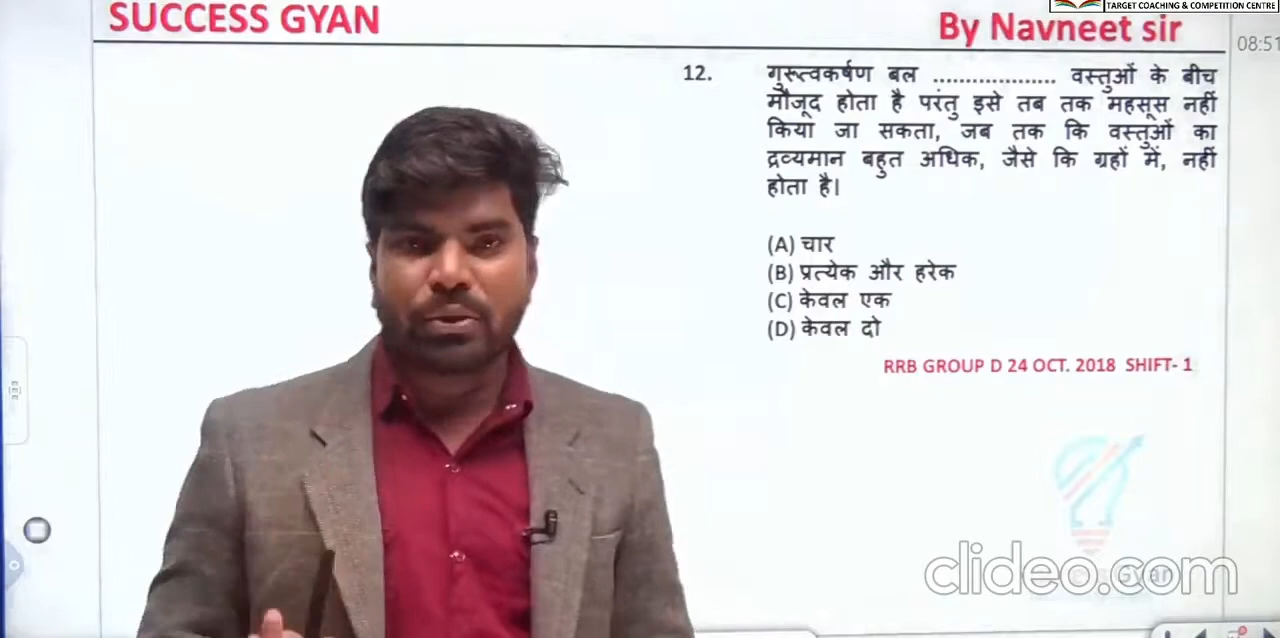 TARGET COACHING & COMPETITION CENTRE
SUCCESS GYAN
By Navneet sir
08:51
12. गुरूत्वकर्षण बल ................... वस्तुओं के बीच
मौजूद होता है परंतु इसे तब तक महसूस नहीं
किया जा सकता, जब तक कि वस्तुओं का
द्रव्यमान बहुत अधिक, जैसे कि ग्रहों में, नहीं
होता है।
(A) चार
(B) प्रत्येक और हरेक
(C) केवल एक
(D) केवल दो
RRB GROUP D 24 OCT. 2018 SHIFT- 1
clideo.com